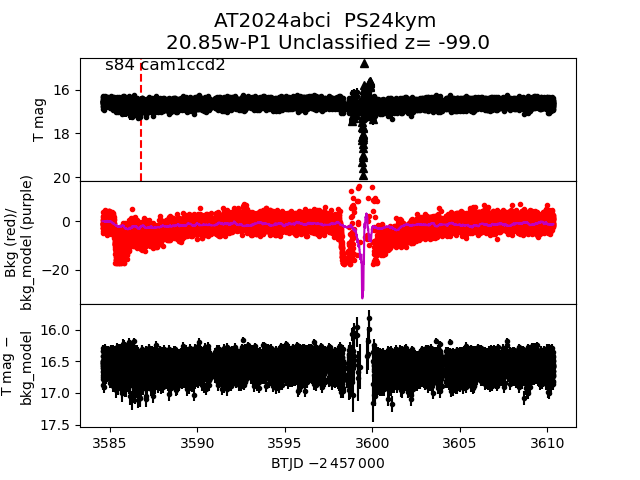 AT2024abci  PS24kym
20.85w-P1 Unclassified z= -99.0
s84 cam1ccd2
T mag
16
18
20
Bkg (red)/
bkg_model (purple)
0
−20
T mag −
bkg_model
16.0
16.5
17.0
17.5
3585 3590 3595 3600 3605 3610
BTJD −2 457 000